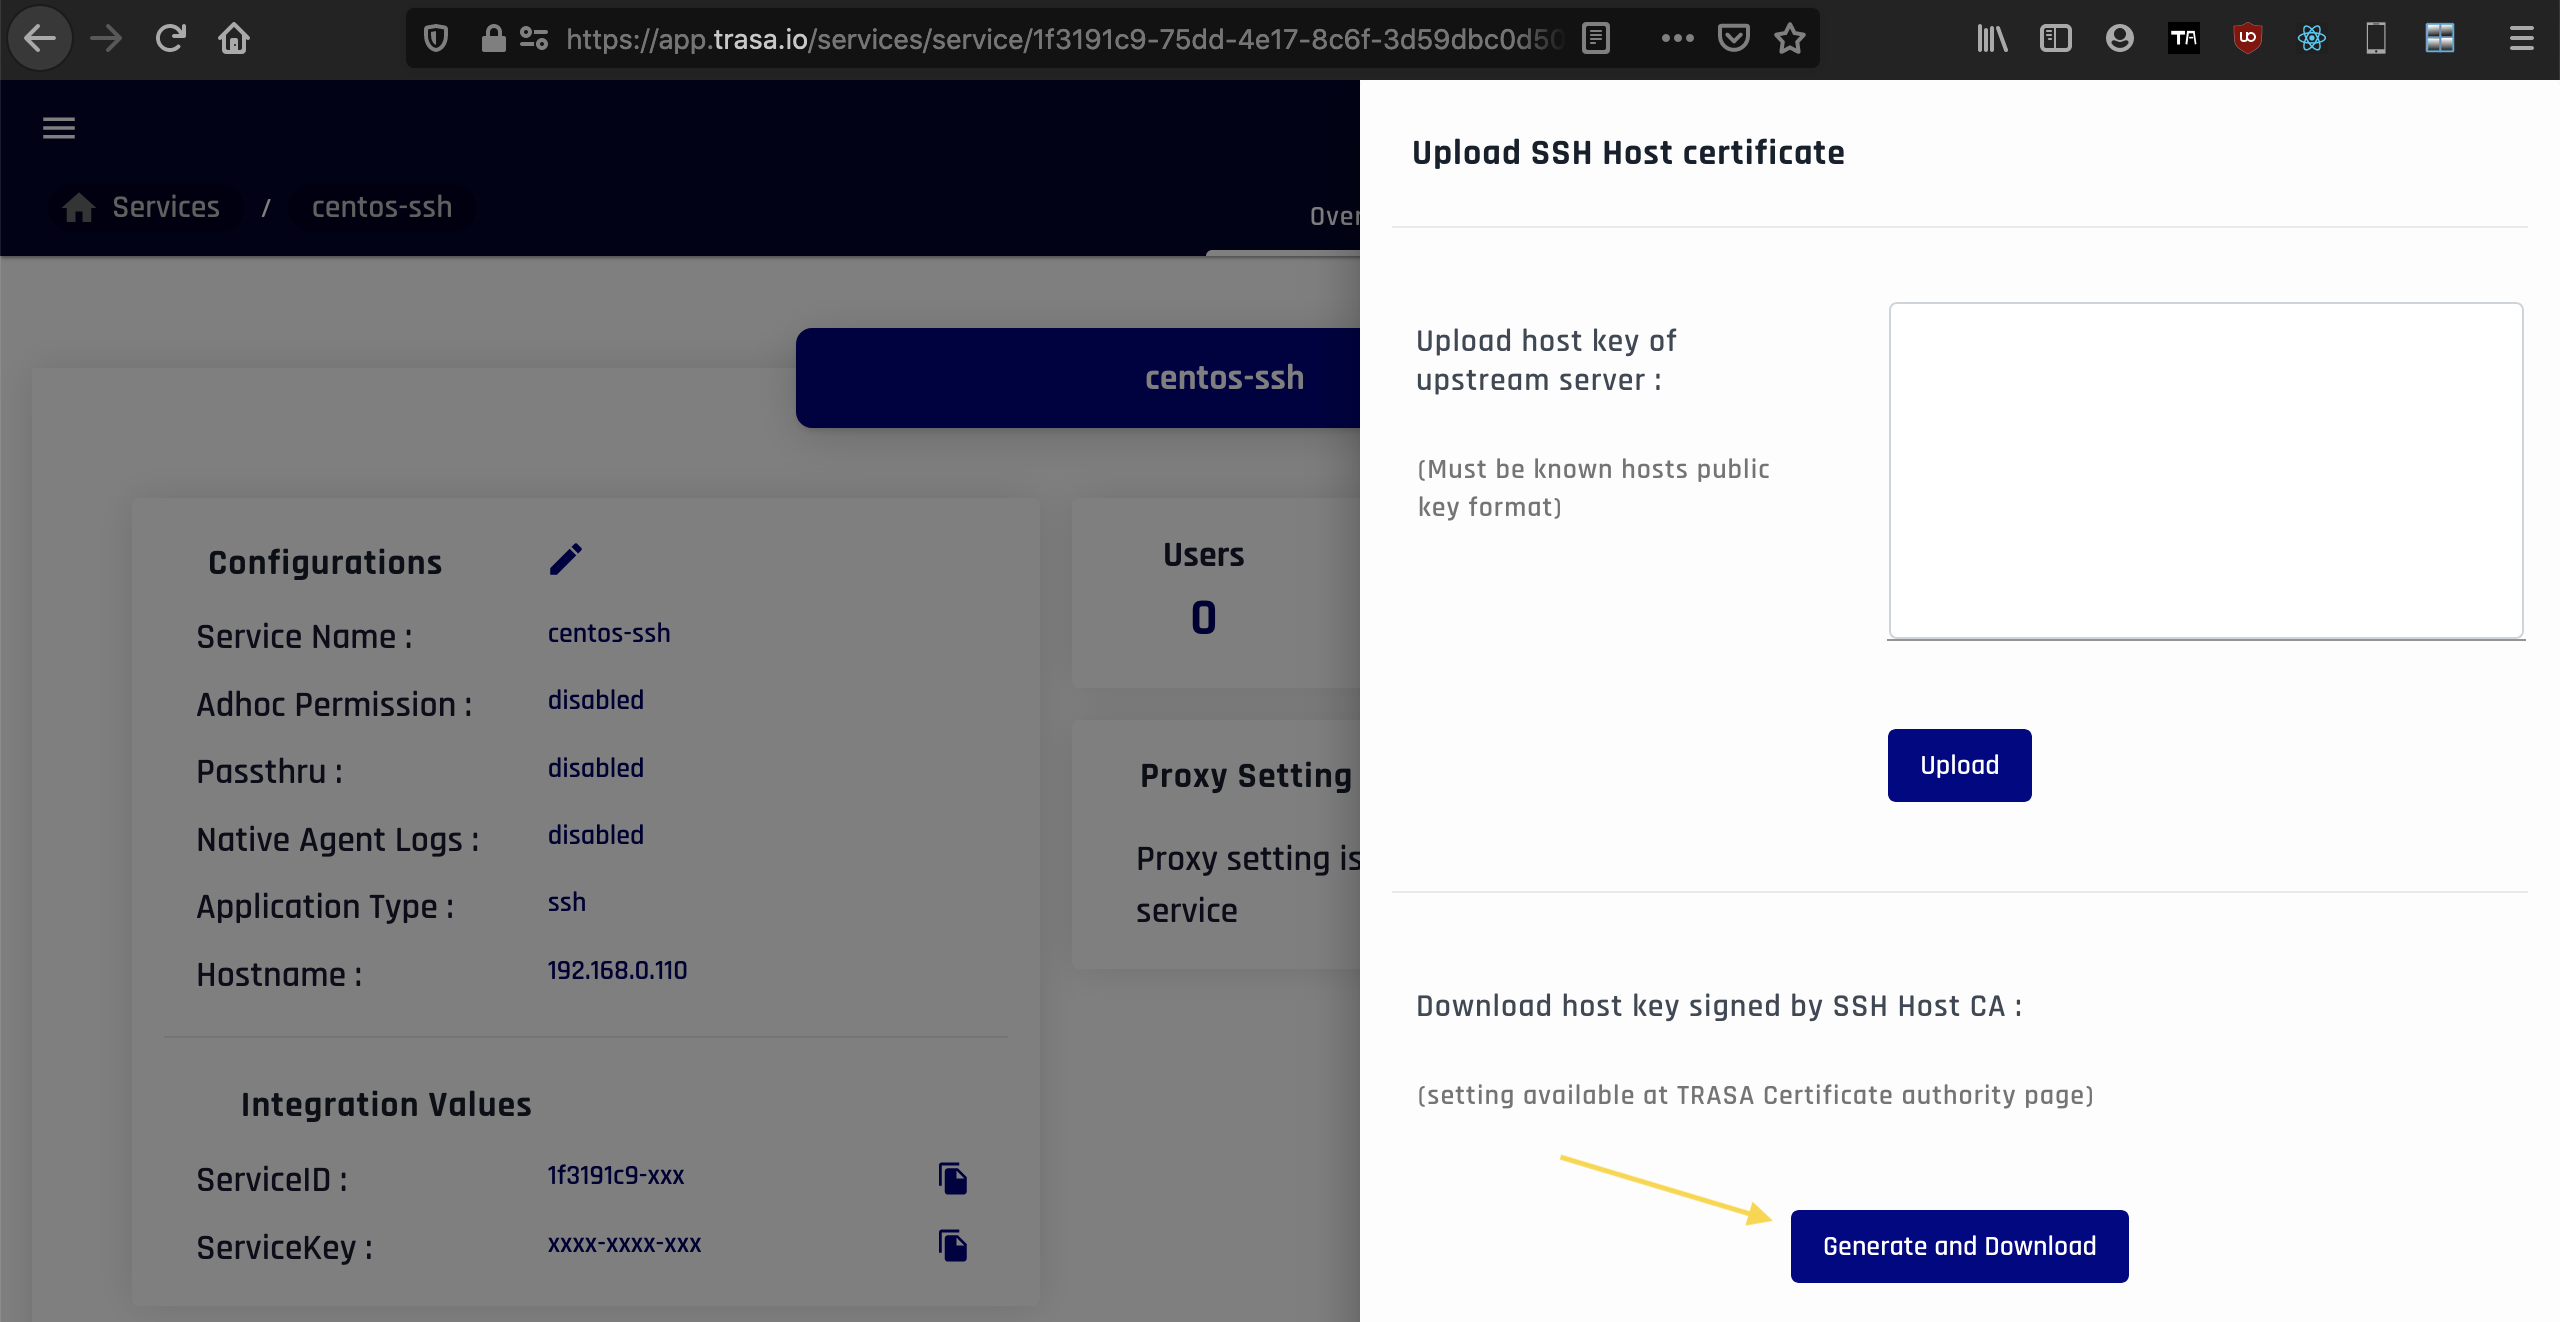 https://app.trasa.io/services/service/1f3191c9-75dd-4e17-8c6f-3d59dbc0d50
TA
UO
Services / centos-ssh
Over
centos-ssh
Configurations
Service Name : centos-ssh
Adhoc Permission : disabled
Passthru : disabled
Native Agent Logs : disabled
Application Type : ssh
Hostname : 192.168.0.110
Integration Values
ServiceID : 1f3191c9-xxx
ServiceKey : xxxx-xxxx-xxx
Users
0
Proxy Setting
Proxy setting is
service
Upload SSH Host certificate
Upload host key of
upstream server :
(Must be known hosts public
key format)
Upload
Download host key signed by SSH Host CA :
(setting available at TRASA Certificate authority page)
Generate and Download